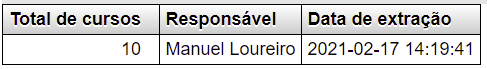 Total de cursos Responsável Data de extração
10 Manuel Loureiro 2021-02-17 14:19:41